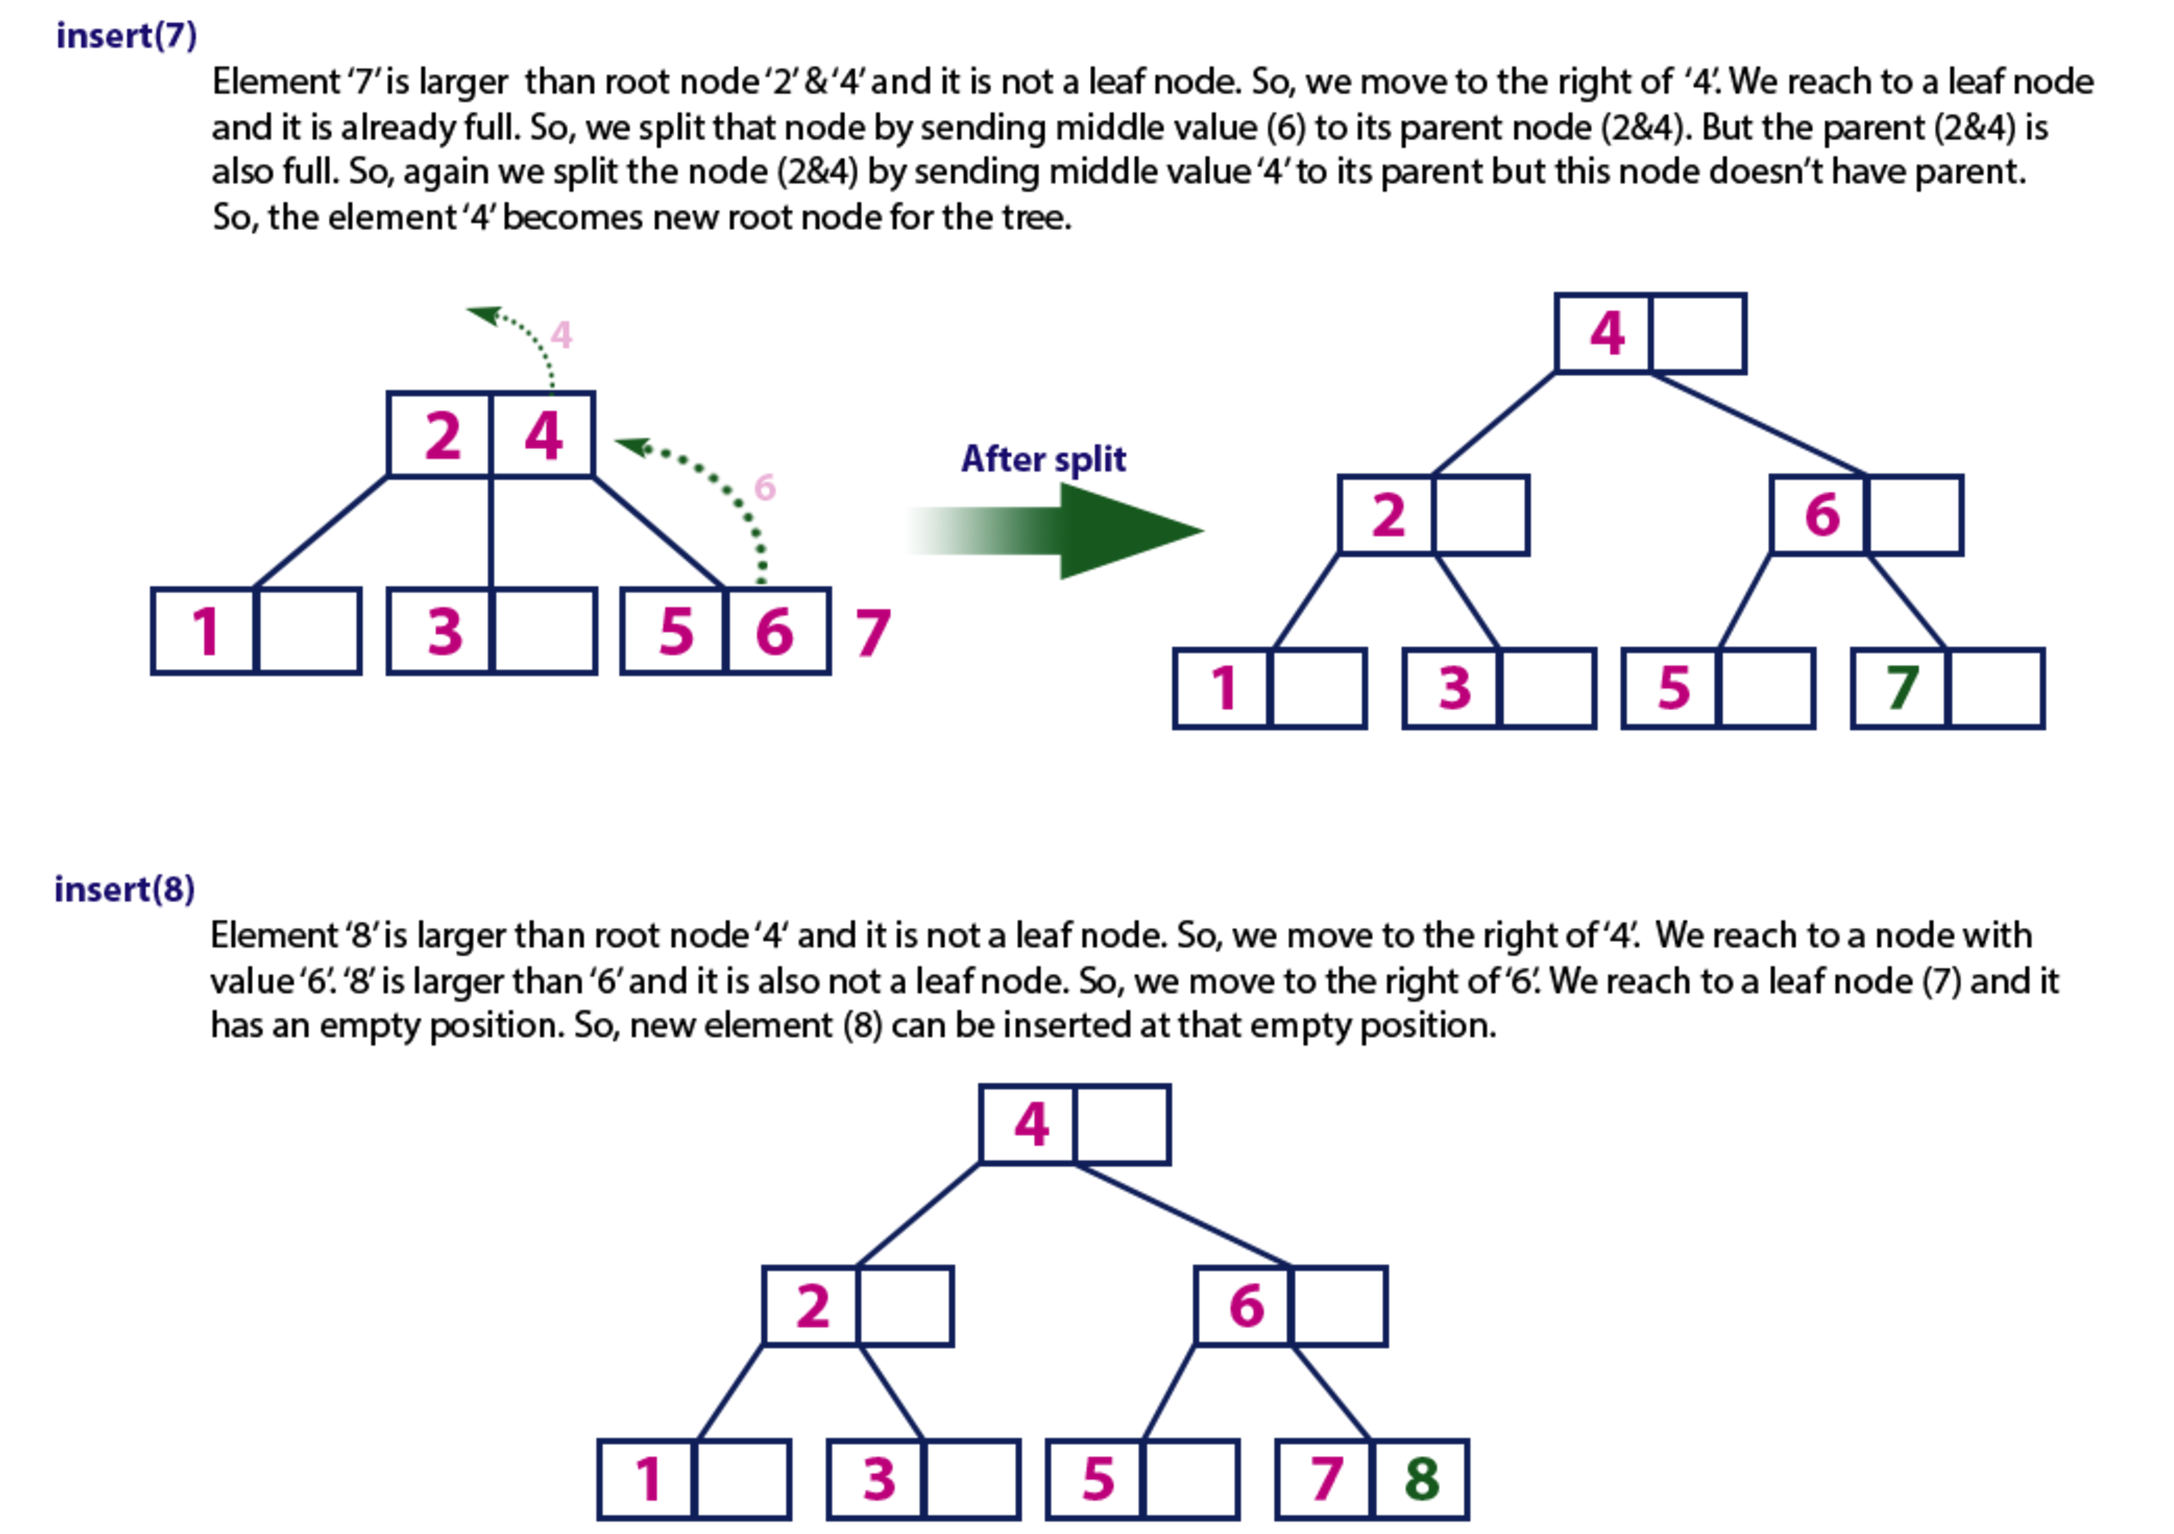 insert(7)
Element ‘7’ is larger than root node ‘2’ & ‘4’ and it is not a leaf node. So, we move to the right of ‘4’. We reach to a leaf node
and it is already full. So, we split that node by sending middle value (6) to its parent node (2&4). But the parent (2&4) is
also full. So, again we split the node (2&4) by sending middle value ‘4’ to its parent but this node doesn’t have parent.
So, the element ‘4’ becomes new root node for the tree.
4
2 4
6
1 3 5 6 7
After split
4
2 6
1 3 5 7
insert(8)
Element ‘8’ is larger than root node ‘4’ and it is not a leaf node. So, we move to the right of ‘4’. We reach to a node with
value ‘6’. ‘8’ is larger than ‘6’ and it is also not a leaf node. So, we move to the right of ‘6’. We reach to a leaf node (7) and it
has an empty position. So, new element (8) can be inserted at that empty position.
4
2 6
1 3 5 7 8